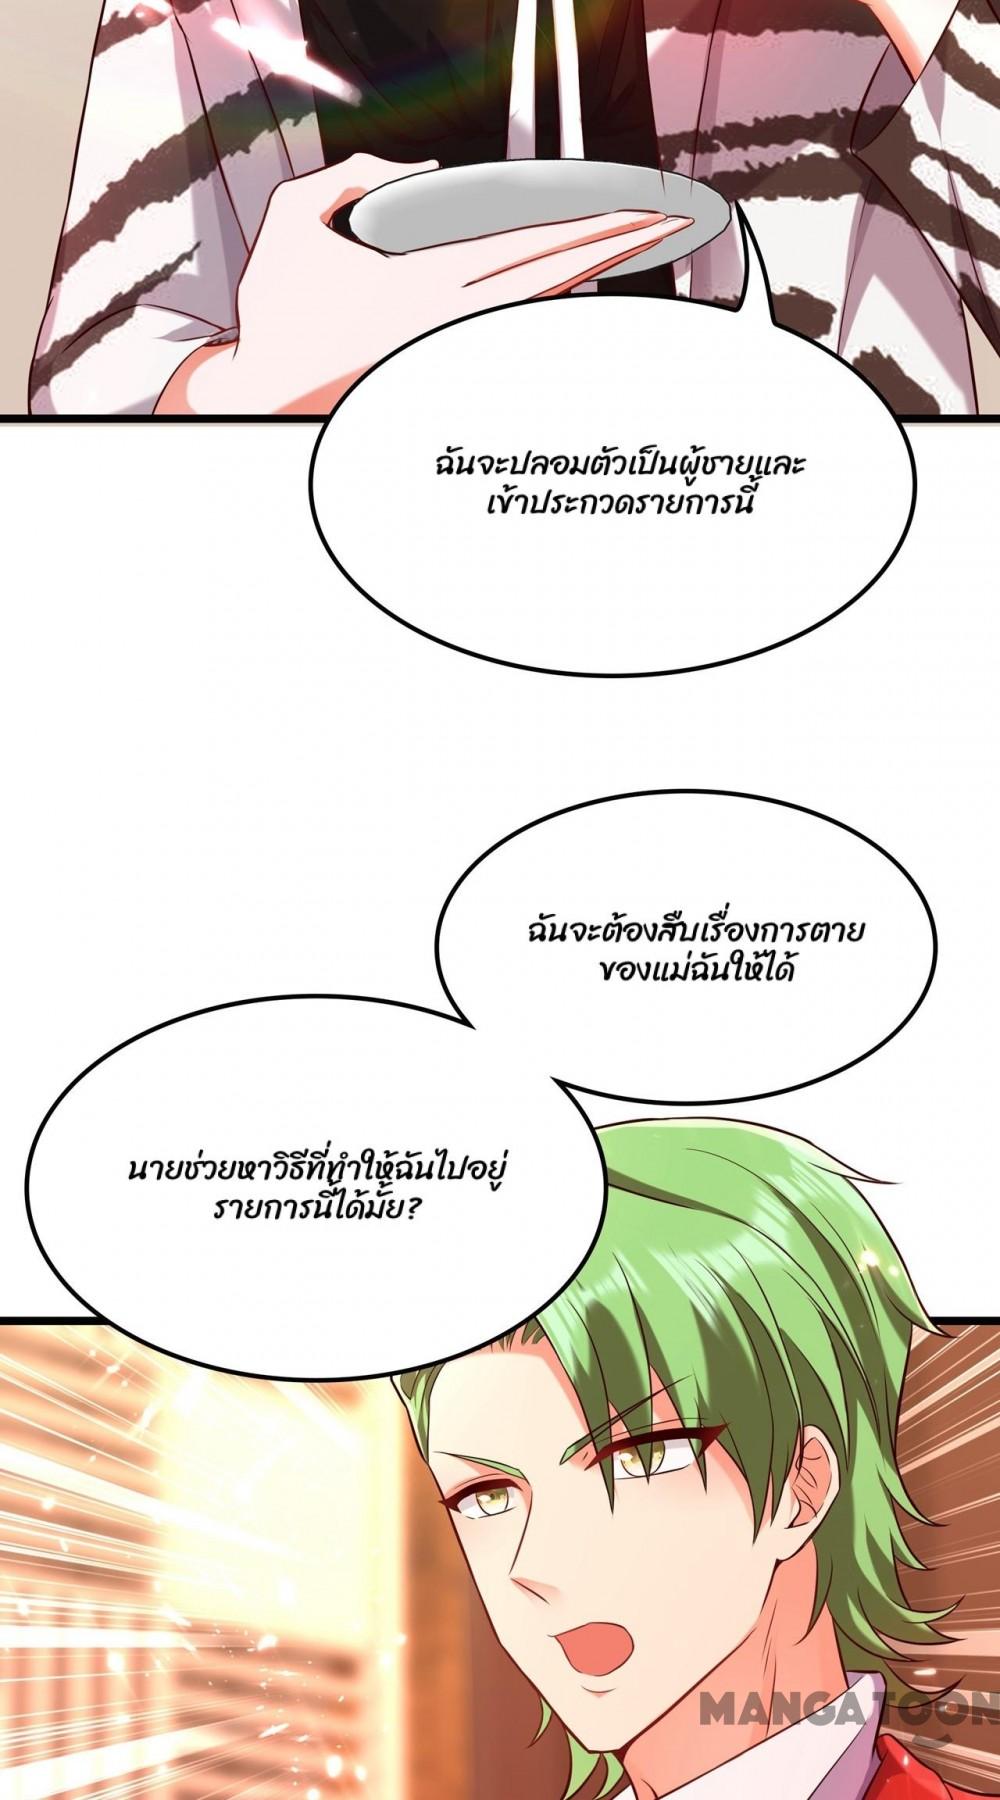 ฉันจะปลอมตัวเป็นผู้ชายและ
เข้าประกวดรายการนี้
ฉันจะต้องสืบเรื่องการตาย
ของแม่ฉันให้ได้
นายช่วยหาวิธีที่ทำให้ฉันไปอยู่
รายการนี้ได้มั้ย?
MANGATOON